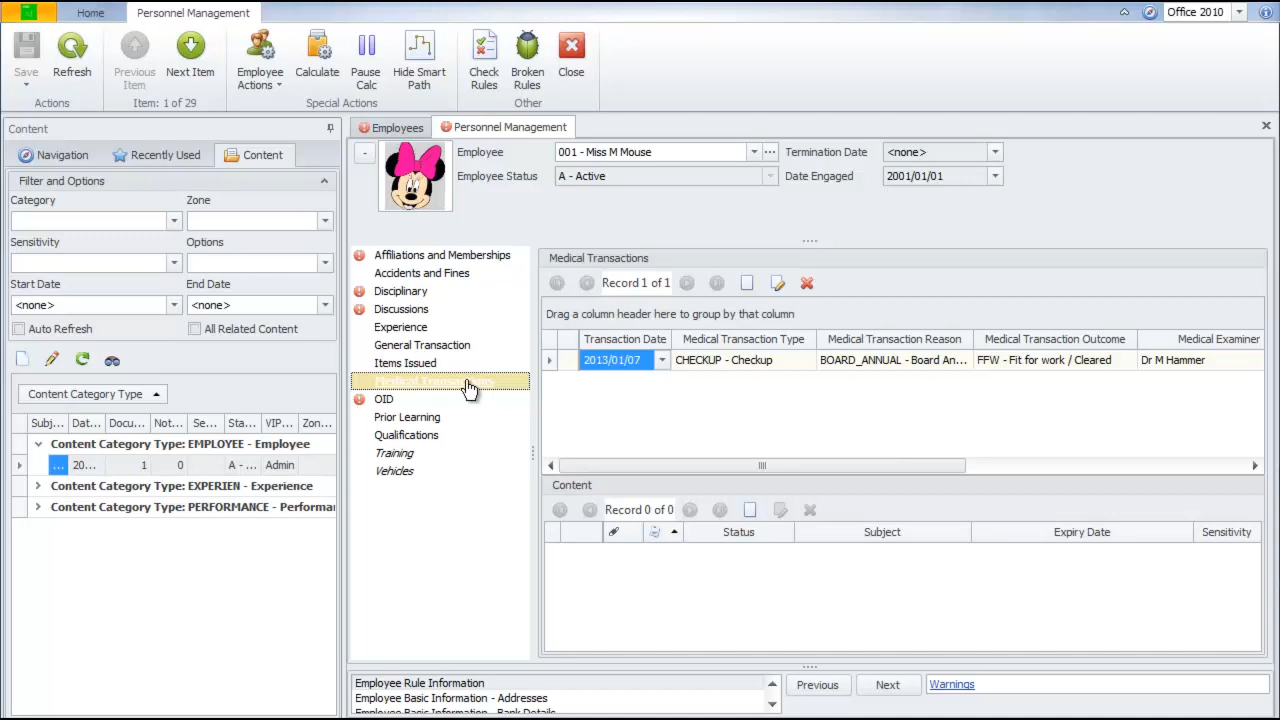 Home
Personnel Management
Office 2010
Save
Refresh
Previous Item
Next Item
Employee Actions
Calculate
Pause Calc
Hide Smart Path
Check Rules
Broken Rules
Close
Actions
Item: 1 of 29
Special Actions
Other
Content
Navigation
Recently Used
Content
Filter and Options
Category
Zone
Sensitivity
Options
Start Date
End Date
<none>
<none>
Auto Refresh
All Related Content
Content Category Type
Subj...
Dat...
Docu...
Not...
Se...
Sta...
VIP...
Zon...
Content Category Type: EMPLOYEE - Employee
...
20...
1
0
A - ...
Admin
Content Category Type: EXPERIEN - Experience
Content Category Type: PERFORMANCE - Performan
Employees
Personnel Management
Employee
001 - Miss M Mouse
Termination Date
<none>
Employee Status
A - Active
Date Engaged
2001/01/01
Affiliations and Memberships
Accidents and Fines
Disciplinary
Discussions
Experience
General Transaction
Items Issued
Medical Transactions
OID
Prior Learning
Qualifications
Training
Vehicles
Medical Transactions
Record 1 of 1
Drag a column header here to group by that column
Transaction Date
Medical Transaction Type
Medical Transaction Reason
Medical Transaction Outcome
Medical Examiner
2013/01/07
CHECKUP - Checkup
BOARD_ANNUAL - Board An...
FFW - Fit for work / Cleared
Dr M Hammer
Content
Record 0 of 0
Status
Subject
Expiry Date
Sensitivity
Employee Rule Information
Employee Basic Information - Addresses
Employee Basic Information - Bank Details
Previous
Next
Warnings